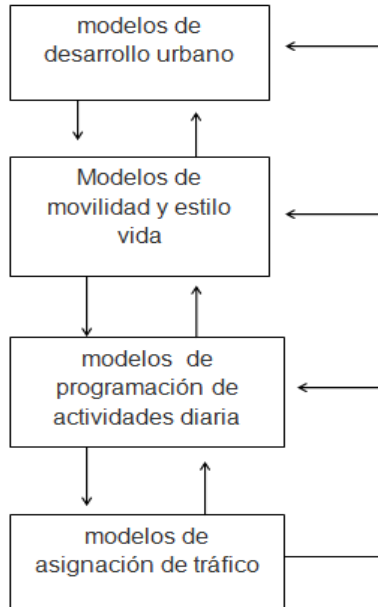 modelos de
desarrollo urbano
Modelos de
movilidad y estilo
vida
modelos de
programación de
actividades diaria
modelos de
asignación de tráfico